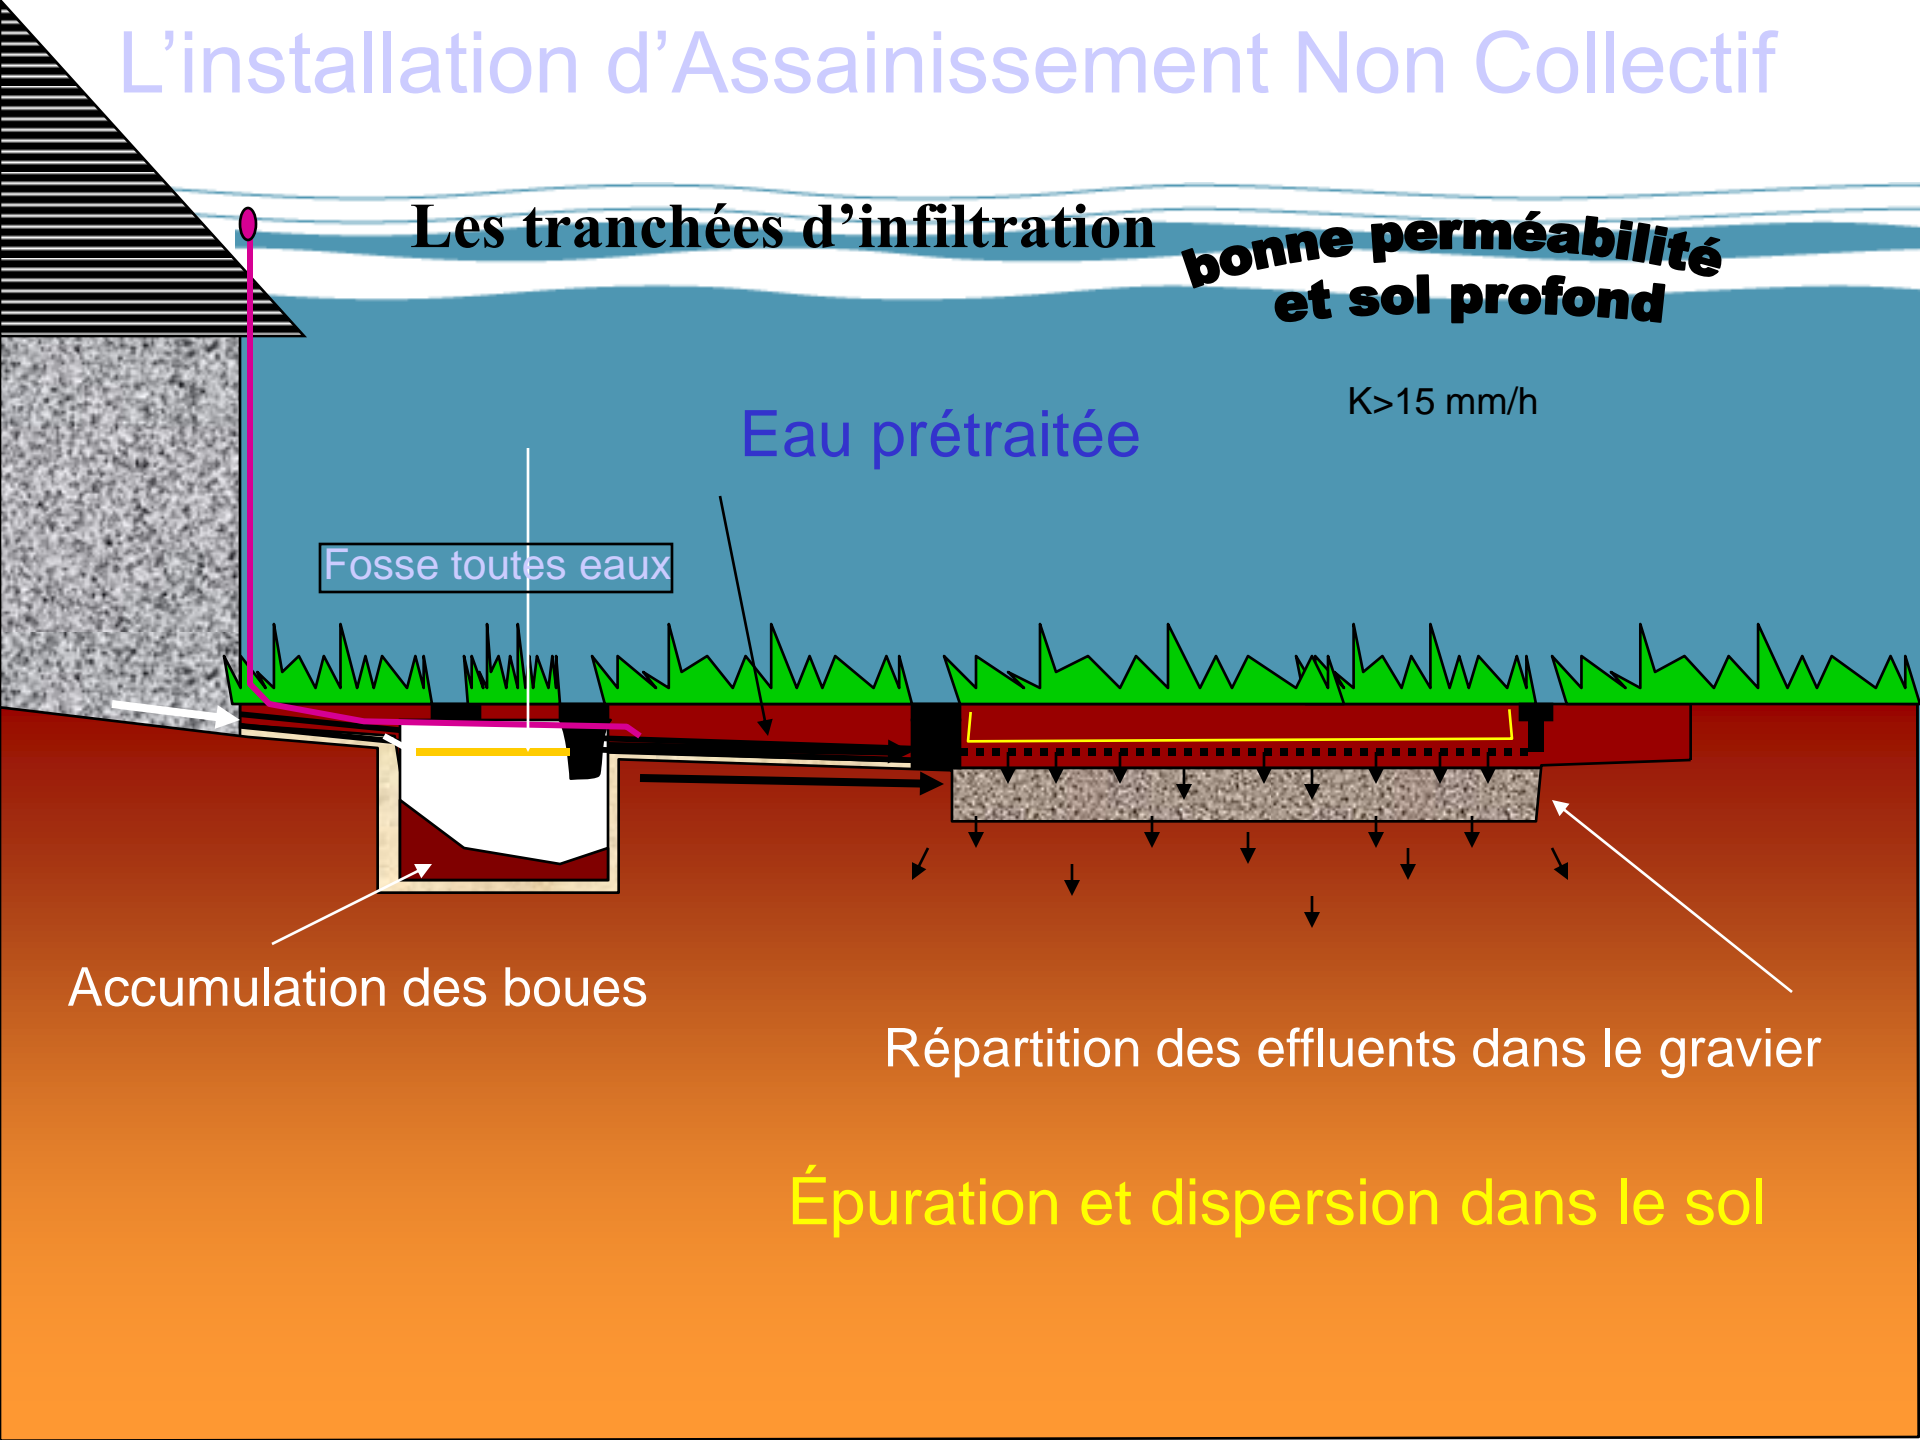 L’installation d’Assainissement Non Collectif
Les tranchées d’infiltration
bonne perméabilité
et sol profond
K>15 mm/h
Eau prétraitée
Fosse toutes eaux
Accumulation des boues
Répartition des effluents dans le gravier
Épuration et dispersion dans le sol